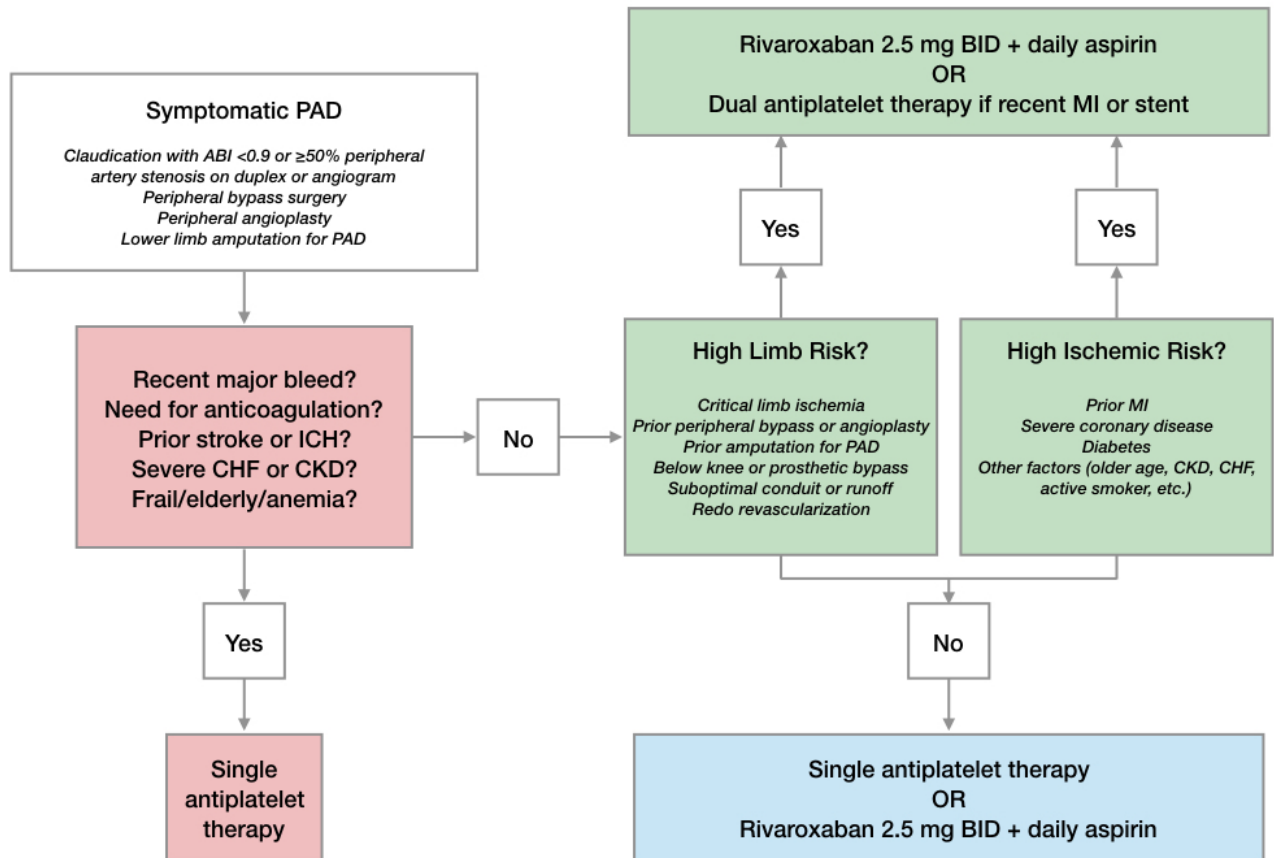 Symptomatic PAD
Claudication with ABI <0.9 or ≥50% peripheral
artery stenosis on duplex or angiogram
Peripheral bypass surgery
Peripheral angioplasty
Lower limb amputation for PAD
Recent major bleed?
Need for anticoagulation?
Prior stroke or ICH?
Severe CHF or CKD?
Frail/elderly/anemia?
Yes
Single
antiplatelet
therapy
No
High Limb Risk?
Critical limb ischemia
Prior peripheral bypass or angioplasty
Prior amputation for PAD
Below knee or prosthetic bypass
Suboptimal conduit or runoff
Redo revascularization
High Ischemic Risk?
Prior MI
Severe coronary disease
Diabetes
Other factors (older age, CKD, CHF,
active smoker, etc.)
Yes
Yes
Rivaroxaban 2.5 mg BID + daily aspirin
OR
Dual antiplatelet therapy if recent MI or stent
No
Single antiplatelet therapy
OR
Rivaroxaban 2.5 mg BID + daily aspirin